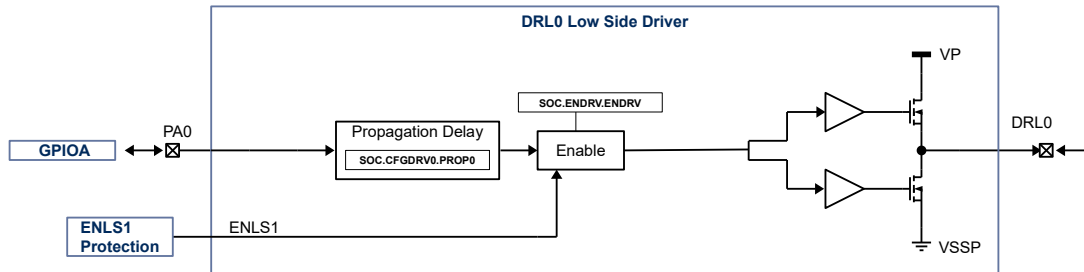 DRL0 Low Side Driver
VP
SOC.ENDRV.ENDRV
PA0
Propagation Delay
DRL0
GPIOA
SOC.CFGDRV0.PROP0
Enable
ENLS1
Protection
ENLS1
VSSP